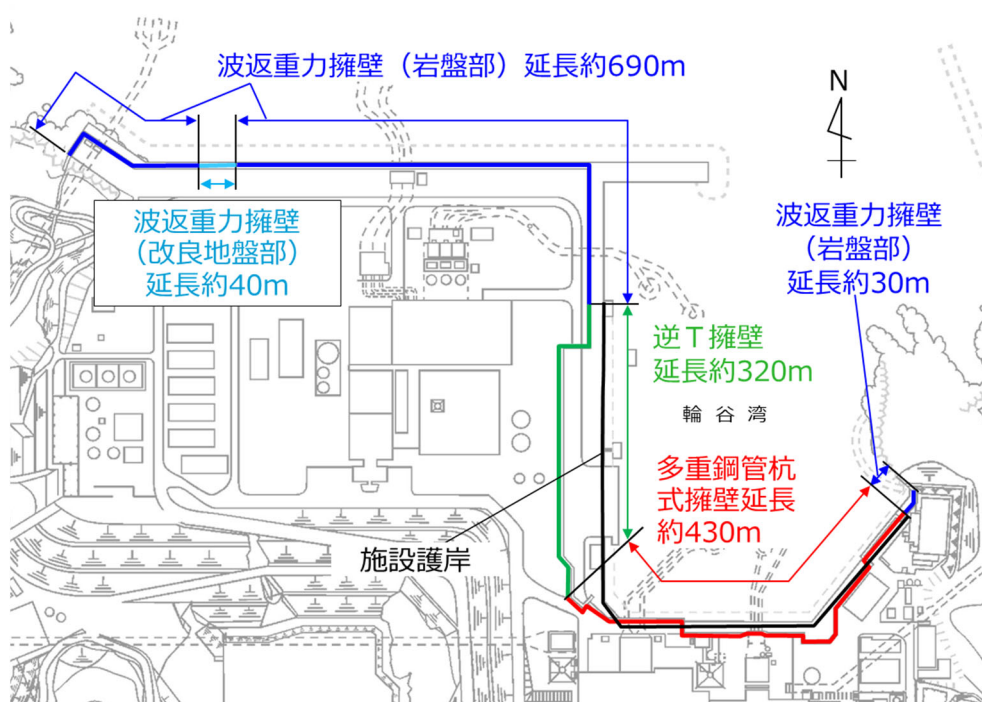 波返重力擁壁（岩盤部）延長約690m
N
波返重力擁壁
（改良地盤部）
延長約40m
波返重力擁壁
（岩盤部）
延長約30m
逆Ｔ擁壁
延長約320m
輪谷湾
多重鋼管杭
式擁壁延長
約430m
施設護岸